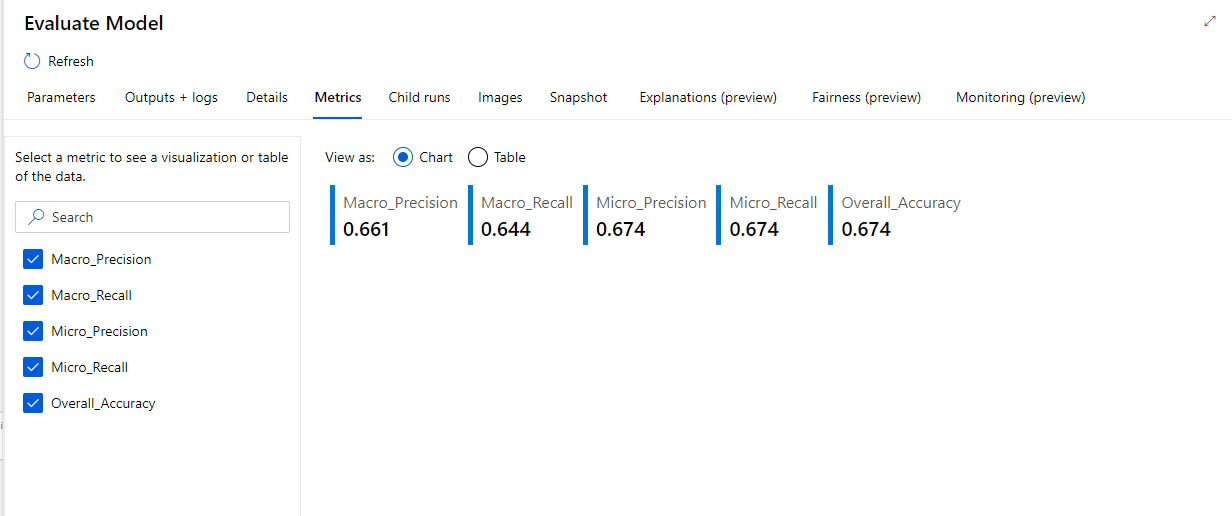 Evaluate Model
Refresh
Parameters Outputs + logs Details Metrics Child runs Images Snapshot Explanations (preview) Fairness (preview) Monitoring (preview)
Select a metric to see a visualization or table
of the data.
Search
Macro_Precision
Macro_Recall
Micro_Precision
Micro_Recall
Overall_Accuracy
View as: Chart Table
Macro_Precision Macro_Recall Micro_Precision Micro_Recall Overall_Accuracy
0.661 0.644 0.674 0.674 0.674